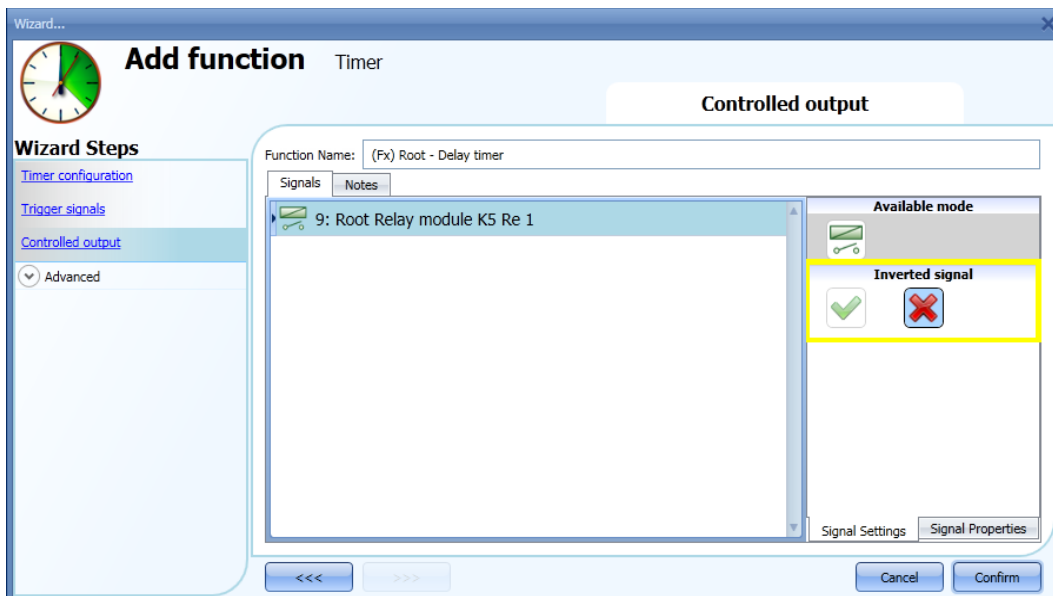 Wizard...
Add function Timer
Controlled output
Wizard Steps
Timer configuration
Trigger signals
Controlled output
Advanced
Function Name: (Fx) Root - Delay timer
Signals Notes
9: Root Relay module K5 Re 1
Available mode
Inverted signal
Signal Settings Signal Properties
<<< >>> Cancel Confirm